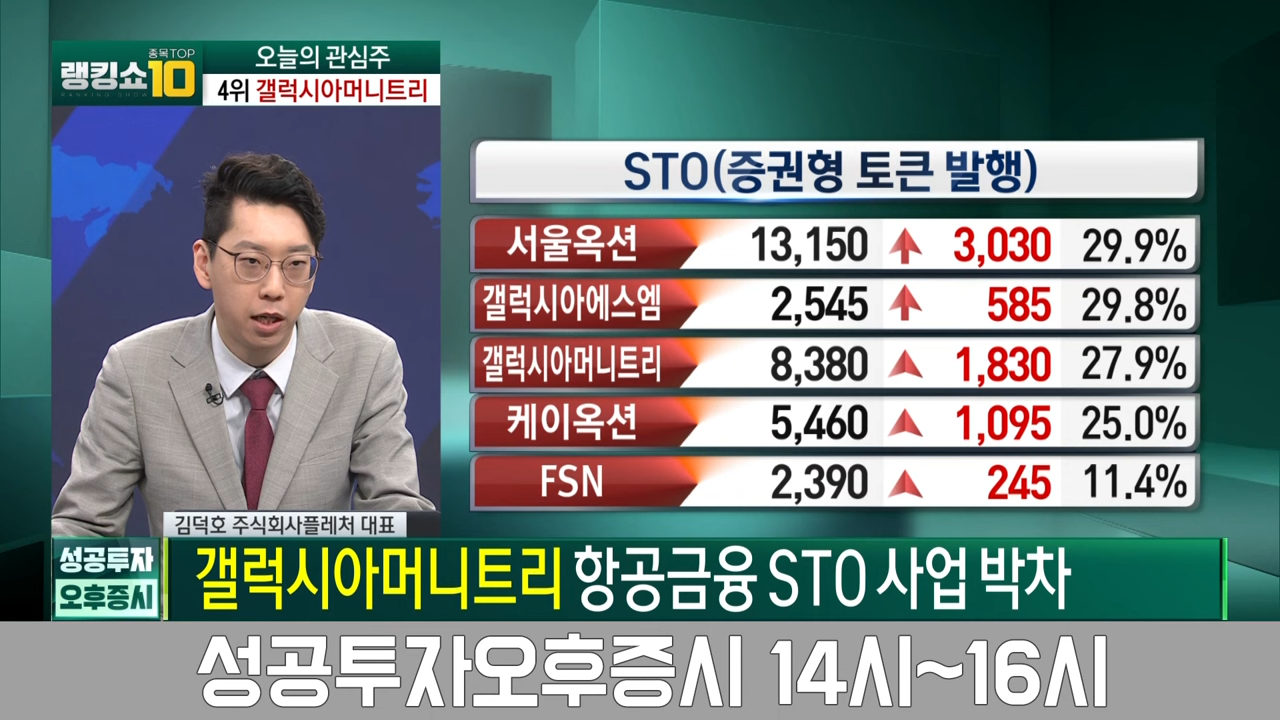 종목TOP
랭킹쇼10
RANKING SHOW
오늘의 관심주
4위 갤럭시아머니트리
STO(증권형 토큰 발행)
서울옥션 13,150 3,030 29.9%
갤럭시아에스엠 2,545 585 29.8%
갤럭시아머니트리 8,380 1,830 27.9%
케이옥션 5,460 1,095 25.0%
FSN 2,390 245 11.4%
김덕호 주식회사플레처 대표
성공투자
오후증시
갤럭시아머니트리 항공금융 STO 사업 박차
성공투자오후증시 14시~16시